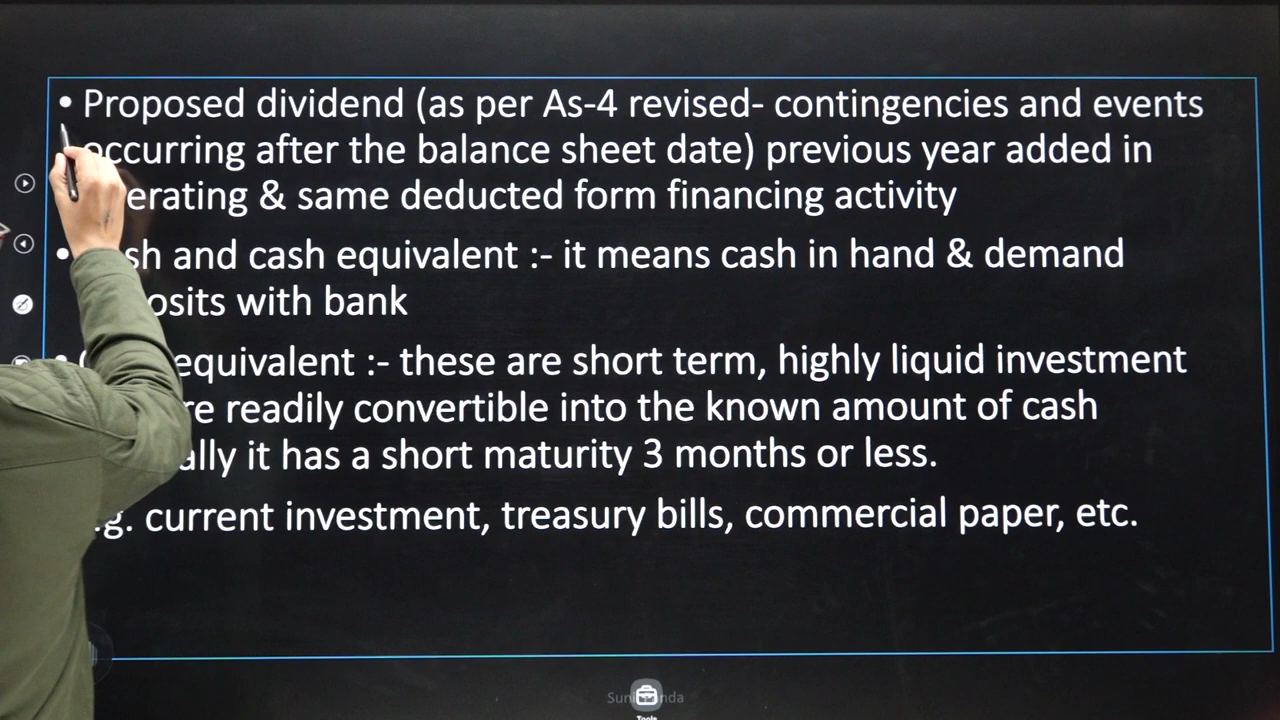 • Proposed dividend (as per As-4 revised- contingencies and events
occurring after the balance sheet date) previous year added in
erating & same deducted form financing activity
• sh and cash equivalent :- it means cash in hand & demand
osits with bank
• equivalent :- these are short term, highly liquid investment
re readily convertible into the known amount of cash
ally it has a short maturity 3 months or less.
.g. current investment, treasury bills, commercial paper, etc.
Tools